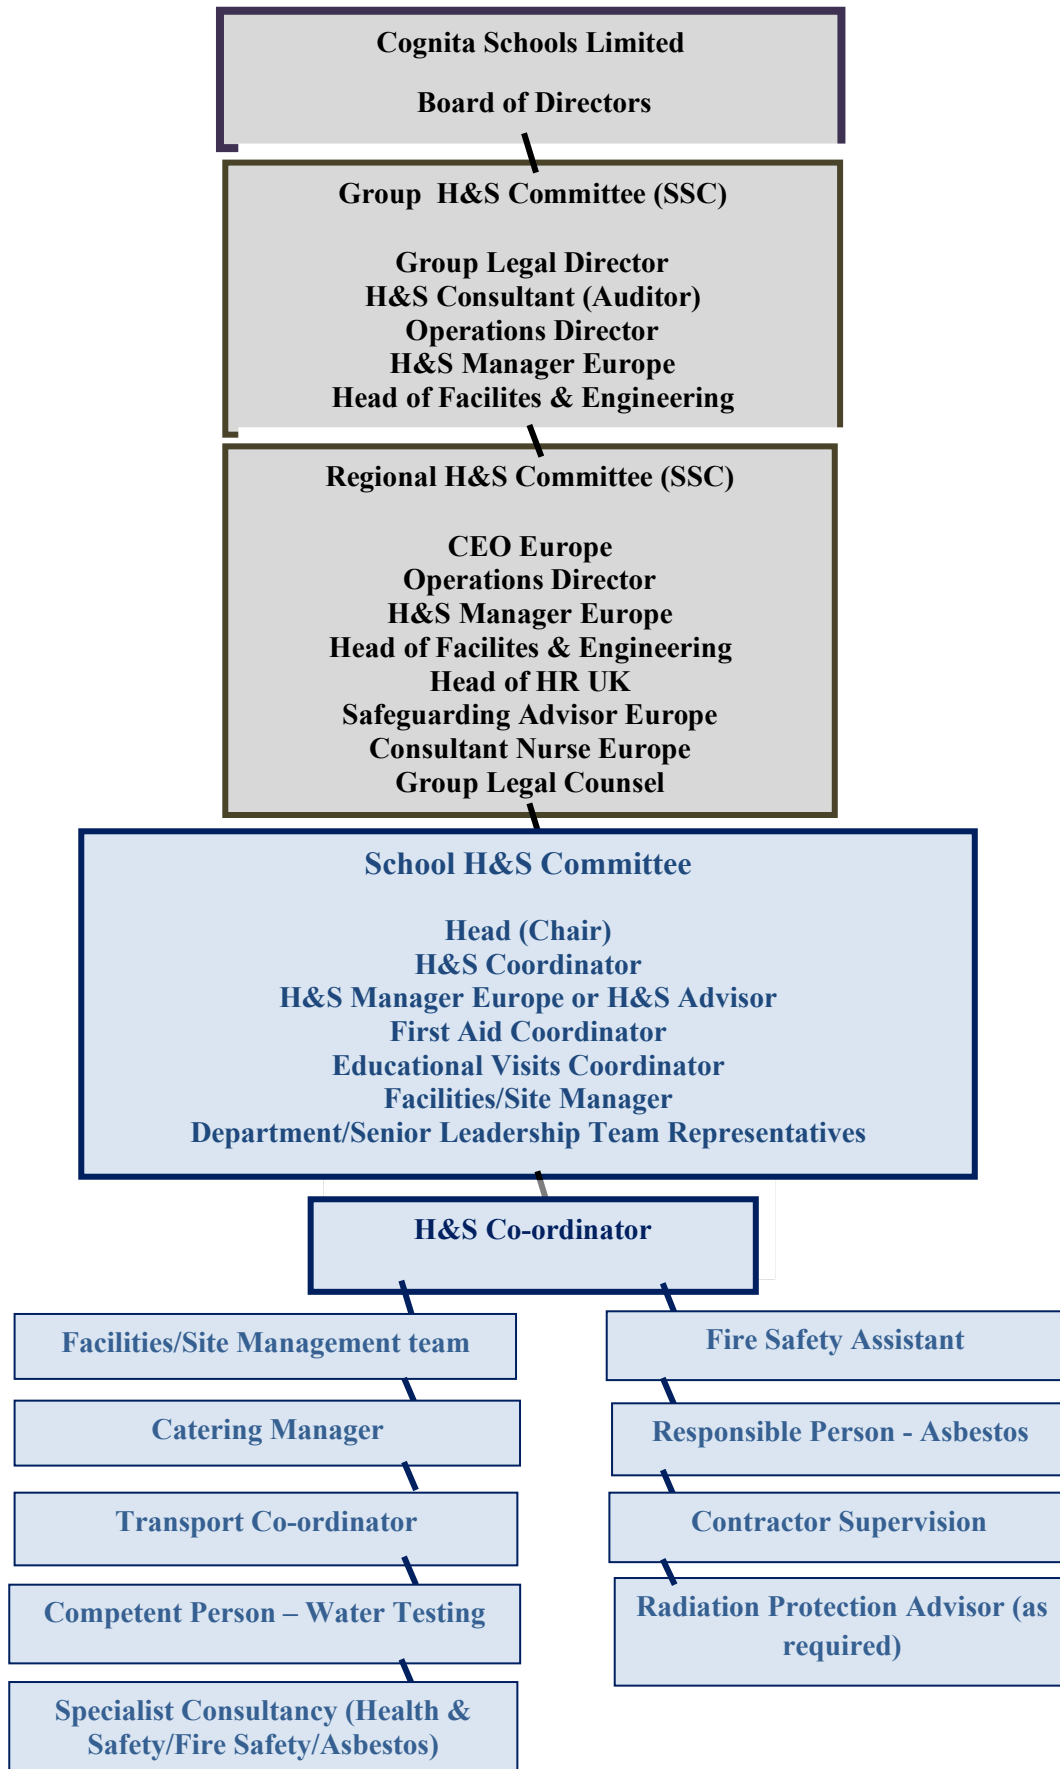 Cognita Schools Limited
Board of Directors
Group H&S Committee (SSC)
Group Legal Director
H&S Consultant (Auditor)
Operations Director
H&S Manager Europe
Head of Facilites & Engineering
Regional H&S Committee (SSC)
CEO Europe
Operations Director
H&S Manager Europe
Head of Facilites & Engineering
Head of HR UK
Safeguarding Advisor Europe
Consultant Nurse Europe
Group Legal Counsel
School H&S Committee
Head (Chair)
H&S Coordinator
H&S Manager Europe or H&S Advisor
First Aid Coordinator
Educational Visits Coordinator
Facilities/Site Manager
Department/Senior Leadership Team Representatives
H&S Co-ordinator
Facilities/Site Management team
Catering Manager
Transport Co-ordinator
Competent Person – Water Testing
Specialist Consultancy (Health &
Safety/Fire Safety/Asbestos)
Fire Safety Assistant
Responsible Person - Asbestos
Contractor Supervision
Radiation Protection Advisor (as
required)